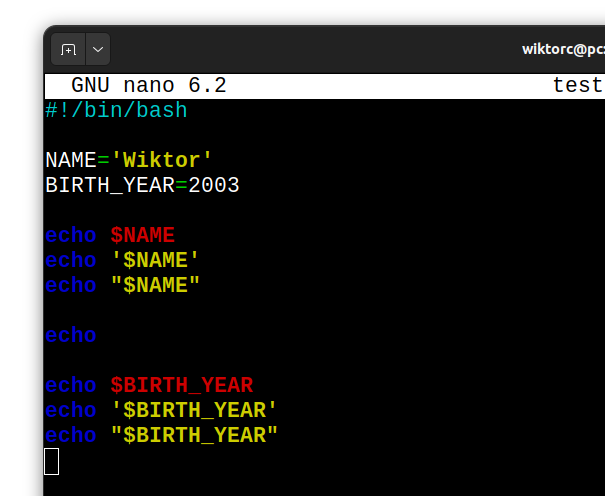 wiktorc@pc:
GNU nano 6.2 test
#!/bin/bash
NAME='Wiktor'
BIRTH_YEAR=2003
echo $NAME
echo '$NAME'
echo "$NAME"
echo
echo $BIRTH_YEAR
echo '$BIRTH_YEAR'
echo "$BIRTH_YEAR"